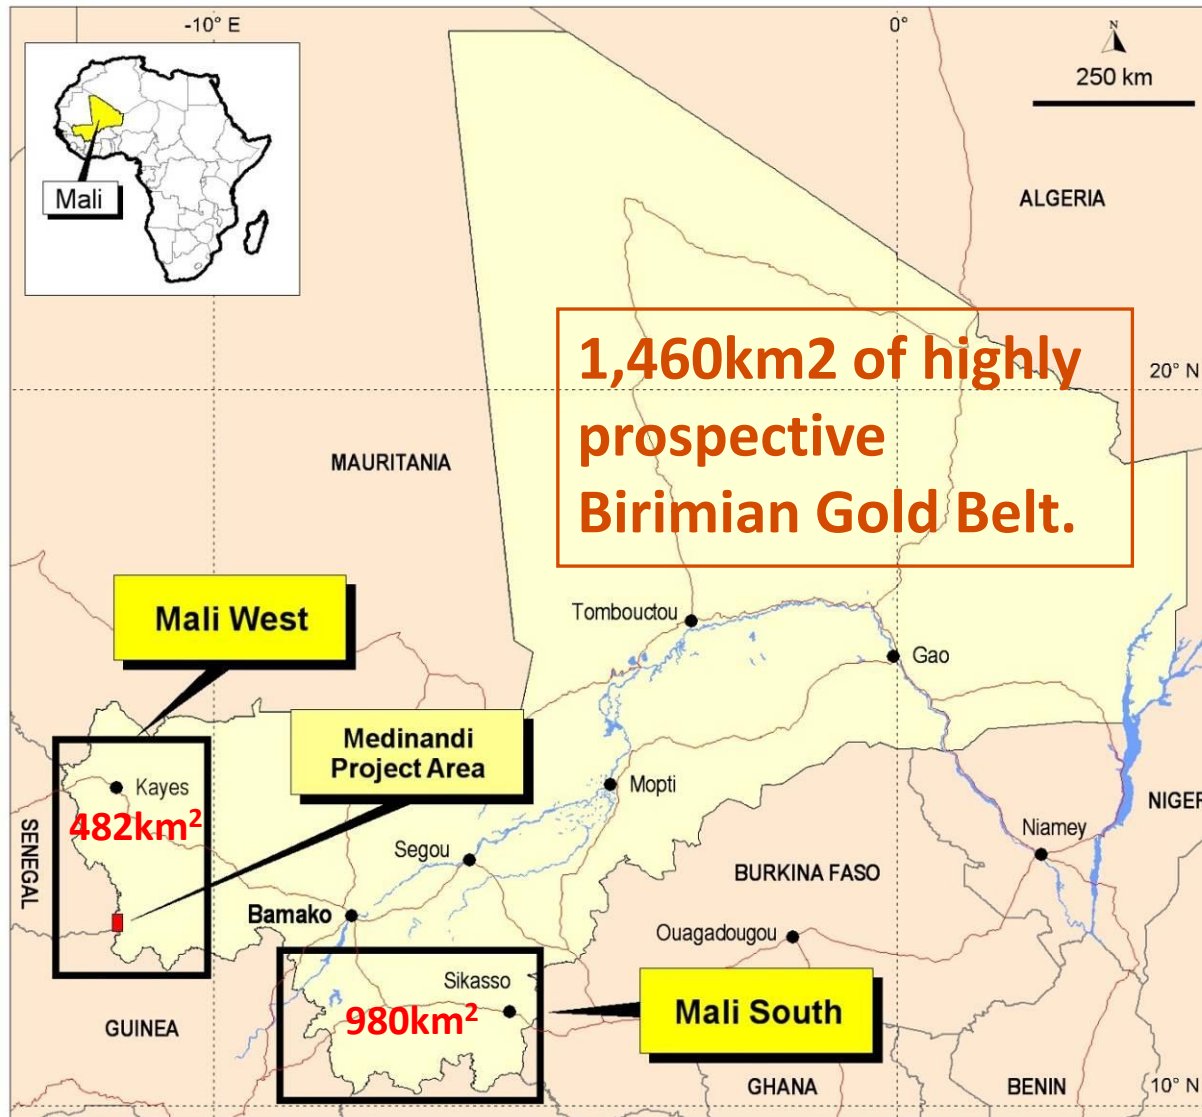 -10° E
0°
N
250 km
Mali
ALGERIA
1,460km2 of highly
prospective
Birimian Gold Belt.
20° N
MAURITANIA
Mali West
Tombouctou
Gao
Medinandi
Project Area
Kayes
482km²
Mopti
SENEGAL
NIGER
Segou
Niamey
BURKINA FASO
Bamako
Ouagadougou
Sikasso
980km²
Mali South
GUINEA
GHANA
BENIN
10° N